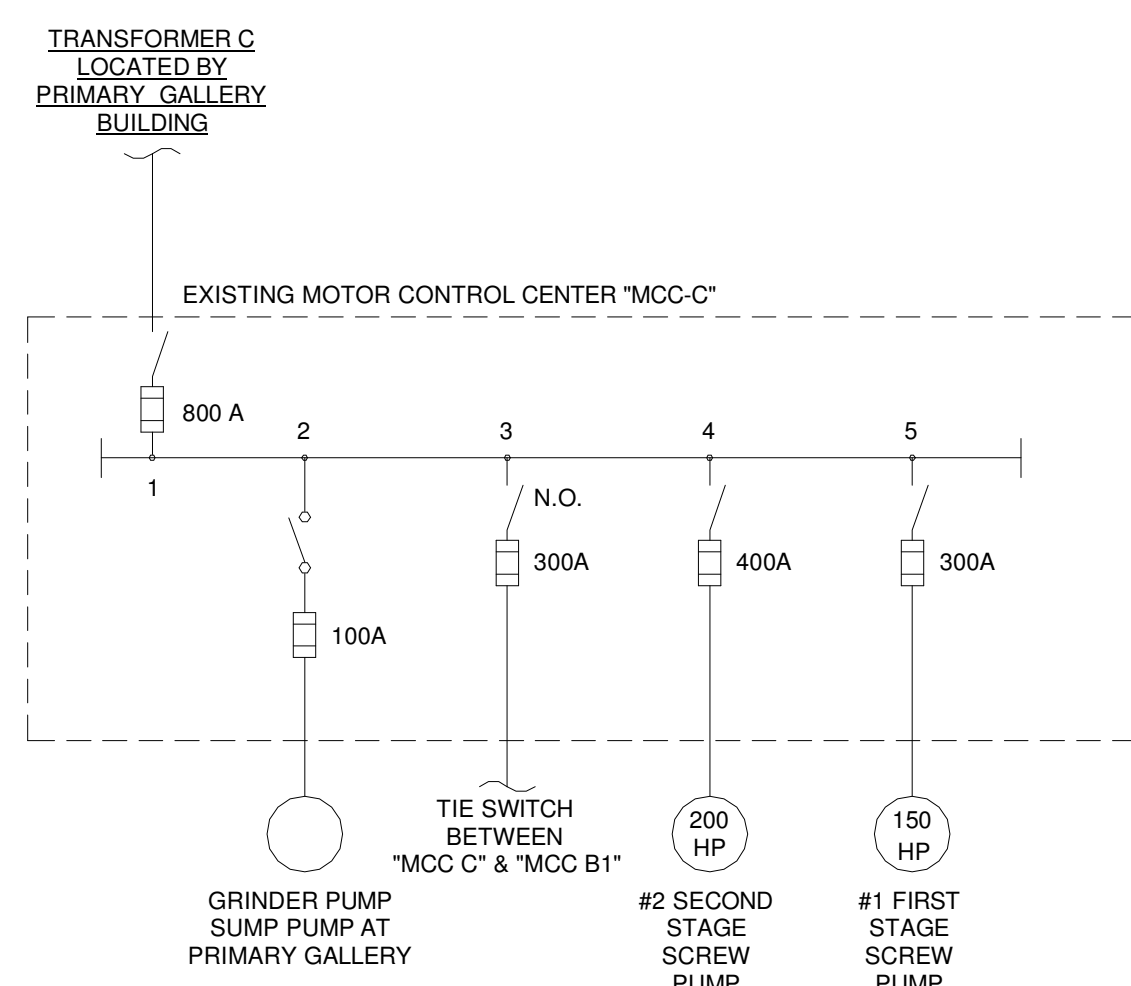 TRANSFORMER C
LOCATED BY
PRIMARY GALLERY
BUILDING
EXISTING MOTOR CONTROL CENTER "MCC-C"
800 A
1
2
3
4
5
N.O.
300A
400A
300A
100A
TIE SWITCH
BETWEEN
"MCC C" & "MCC B1"
200
HP
150
HP
GRINDER PUMP
SUMP PUMP AT
PRIMARY GALLERY
#2 SECOND
STAGE
SCREW
PUMP
#1 FIRST
STAGE
SCREW
PUMP